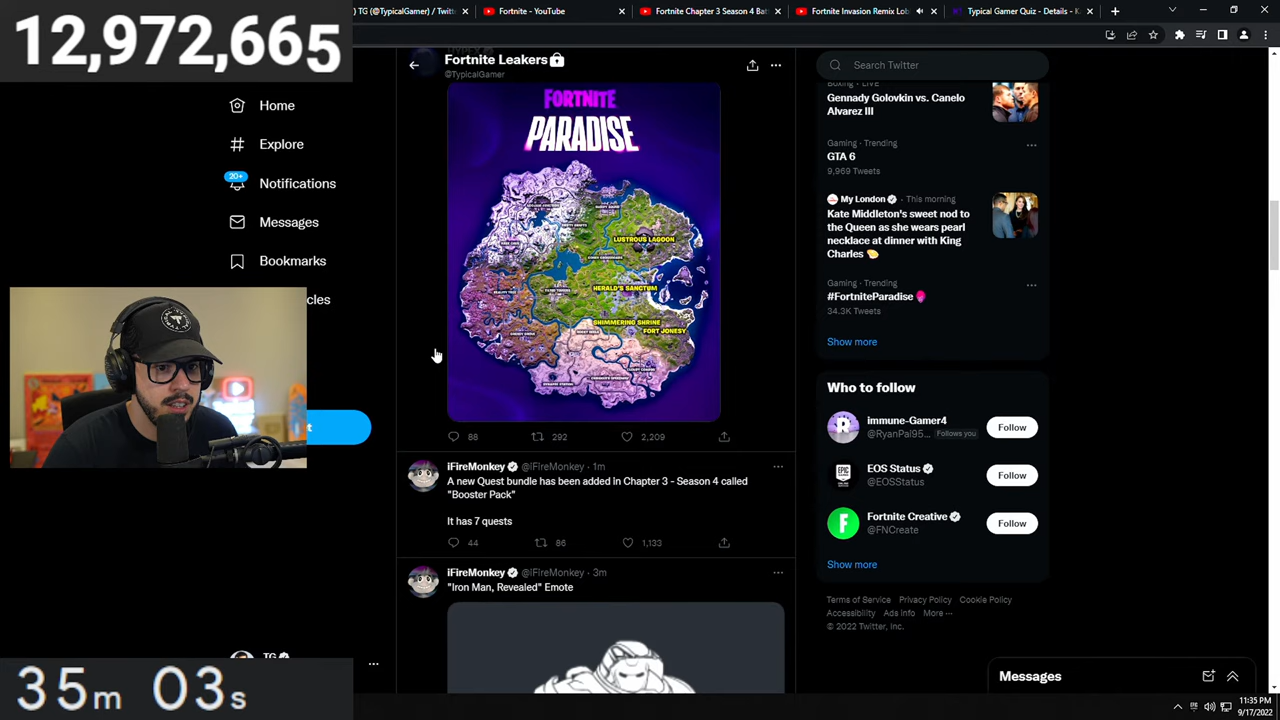 12,972,665
TG (@TypicalGamer) / Twitte
Fortnite - YouTube
Fortnite Chapter 3 Season 4 Bat
Fortnite Invasion Remix Lob
Typical Gamer Quiz - Details - K
Home
Explore
20+
Notifications
Messages
Bookmarks
Fortnite Leakers
@TypicalGamer
FORTNITE
PARADISE
LUSTROUS LAGOON
HERALD'S SANCTUM
SHIMMERING SHRINE
FORT JONESY
88 292 2,209
iFireMonkey @iFireMonkey · 1m
A new Quest bundle has been added in Chapter 3 - Season 4 called
"Booster Pack"
It has 7 quests
44 86 1,133
iFireMonkey @iFireMonkey · 3m
"Iron Man, Revealed" Emote
Search Twitter
Boxing · LIVE
Gennady Golovkin vs. Canelo
Alvarez III
Gaming · Trending
GTA 6
9,969 Tweets
My London · This morning
Kate Middleton's sweet nod to
the Queen as she wears pearl
necklace at dinner with King
Charles
Gaming · Trending
#FortniteParadise
34.3K Tweets
Show more
Who to follow
immune-Gamer4
@RyanPal95... Follows you
Follow
EOS Status
@EOSStatus
Follow
Fortnite Creative
@FNCreate
Follow
Show more
Terms of Service Privacy Policy Cookie Policy
Accessibility Ads info More ···
© 2022 Twitter, Inc.
Messages
TG
35m 03s
11:35 PM
9/17/2022